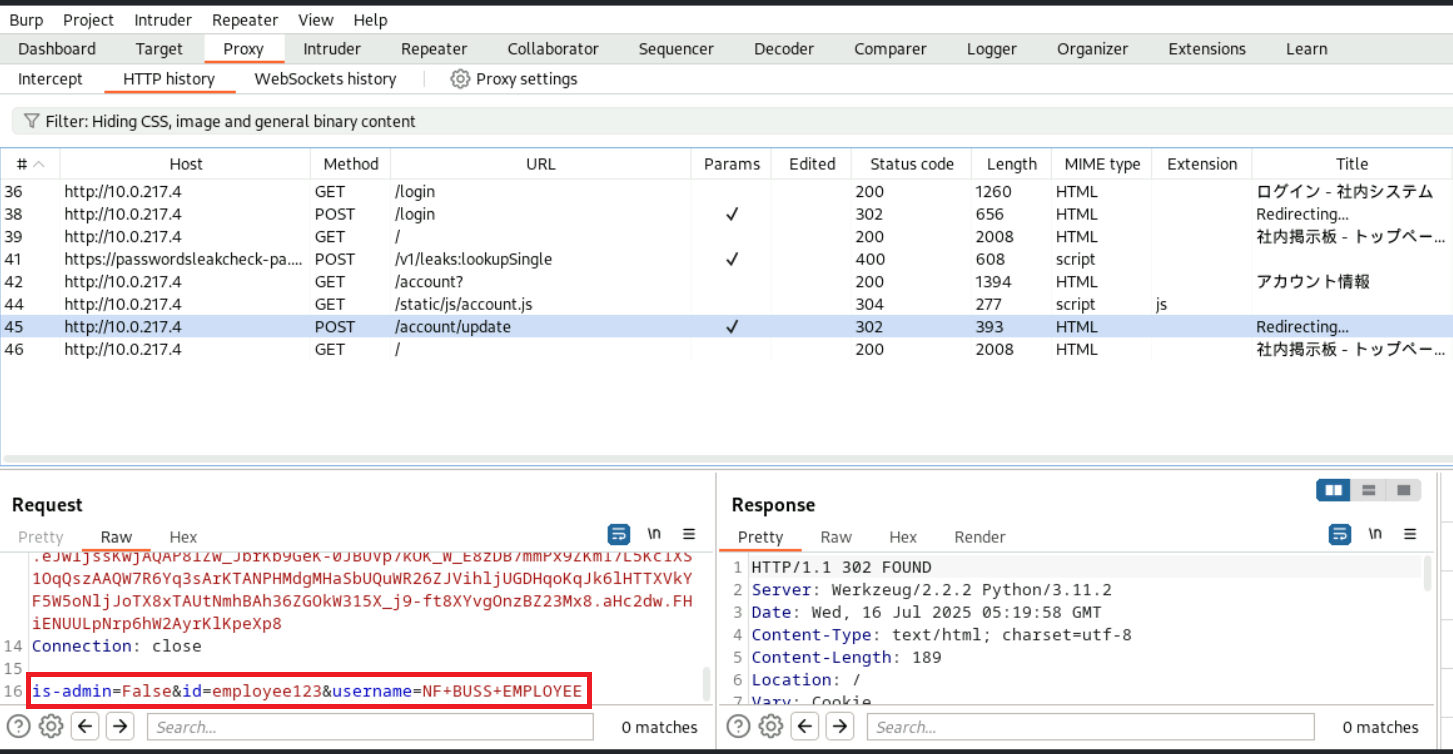 Burp Project Intruder Repeater View Help
Dashboard Target Proxy Intruder Repeater Collaborator Sequencer Decoder Comparer Logger Organizer Extensions Learn
Intercept HTTP history WebSockets history Proxy settings
Filter: Hiding CSS, image and general binary content
# Host Method URL Params Edited Status code Length MIME type Extension Title
36 http://10.0.217.4 GET /login 200 1260 HTML ログイン - 社内システム
38 http://10.0.217.4 POST /login ✓ 302 656 HTML Redirecting...
39 http://10.0.217.4 GET / 200 2008 HTML 社内掲示板 - トップペー...
41 https://passwordsleakcheck-pa.... POST /v1/leaks:lookupSingle ✓ 400 608 script
42 http://10.0.217.4 GET /account? 200 1394 HTML アカウント情報
44 http://10.0.217.4 GET /static/js/account.js 304 277 script js
45 http://10.0.217.4 POST /account/update ✓ 302 393 HTML Redirecting...
46 http://10.0.217.4 GET / 200 2008 HTML 社内掲示板 - トップペー...
Request
Pretty Raw Hex \n
1OqQszAAQW7R6Yq3sArKTANPHMdgMHaSbUQuWR26ZJVihljUGDHqoKqJk6lHTTXVkY
F5W5oNljJoTX8xTAUtNmhBAh36ZGOkW315X_j9-ft8XYvgOnzBZ23Mx8.aHc2dw.FH
iENUULpNrp6hW2AyrKlKpeXp8
14 Connection: close
15
16 is-admin=False&id=employee123&username=NF+BUSS+EMPLOYEE
Search... 0 matches
Response
Pretty Raw Hex Render \n
1 HTTP/1.1 302 FOUND
2 Server: Werkzeug/2.2.2 Python/3.11.2
3 Date: Wed, 16 Jul 2025 05:19:58 GMT
4 Content-Type: text/html; charset=utf-8
5 Content-Length: 189
6 Location: /
7 Vary: Cookie
Search... 0 matches